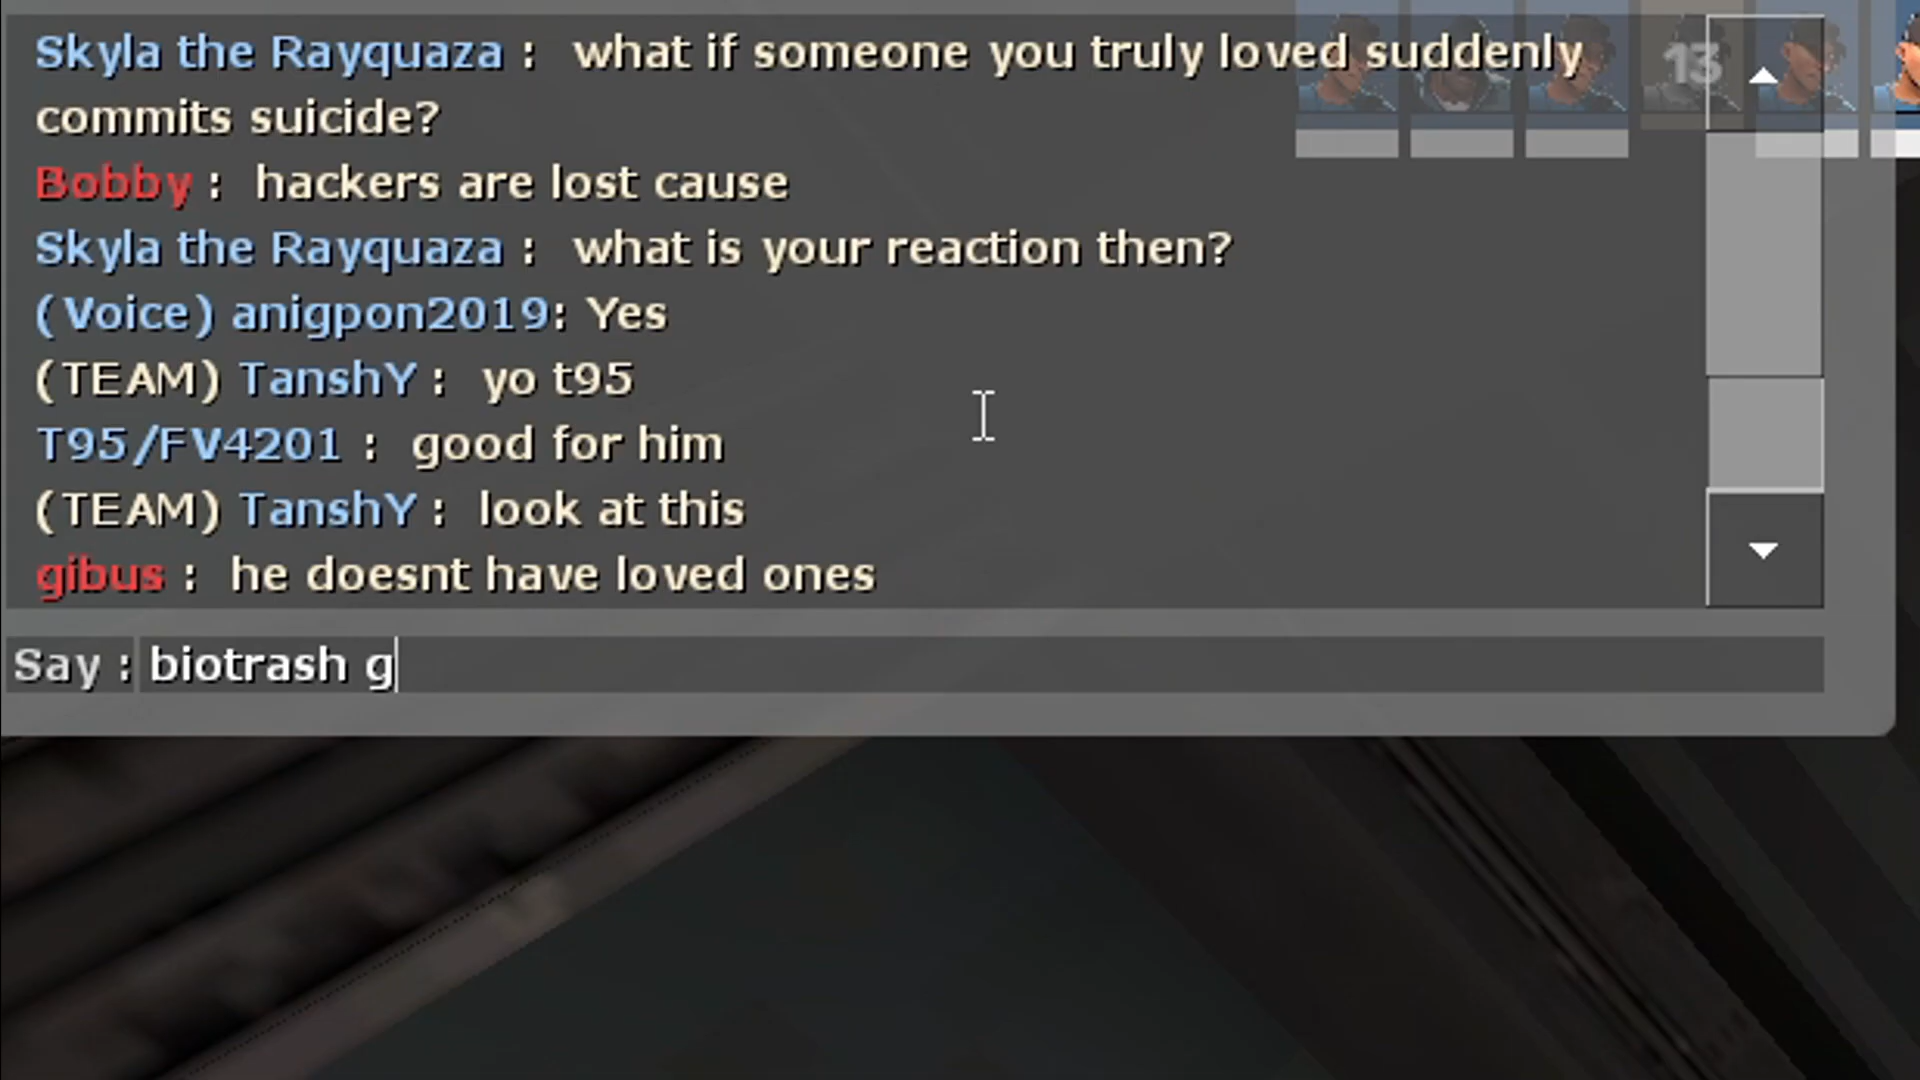 Skyla the Rayquaza :  what if someone you truly loved suddenly
commits suicide?
Bobby :  hackers are lost cause
Skyla the Rayquaza :  what is your reaction then?
(Voice) anigpon2019: Yes
(TEAM) TanshY :  yo t95
T95/FV4201 :  good for him
(TEAM) TanshY :  look at this
gibus :  he doesnt have loved ones
Say : biotrash g
13